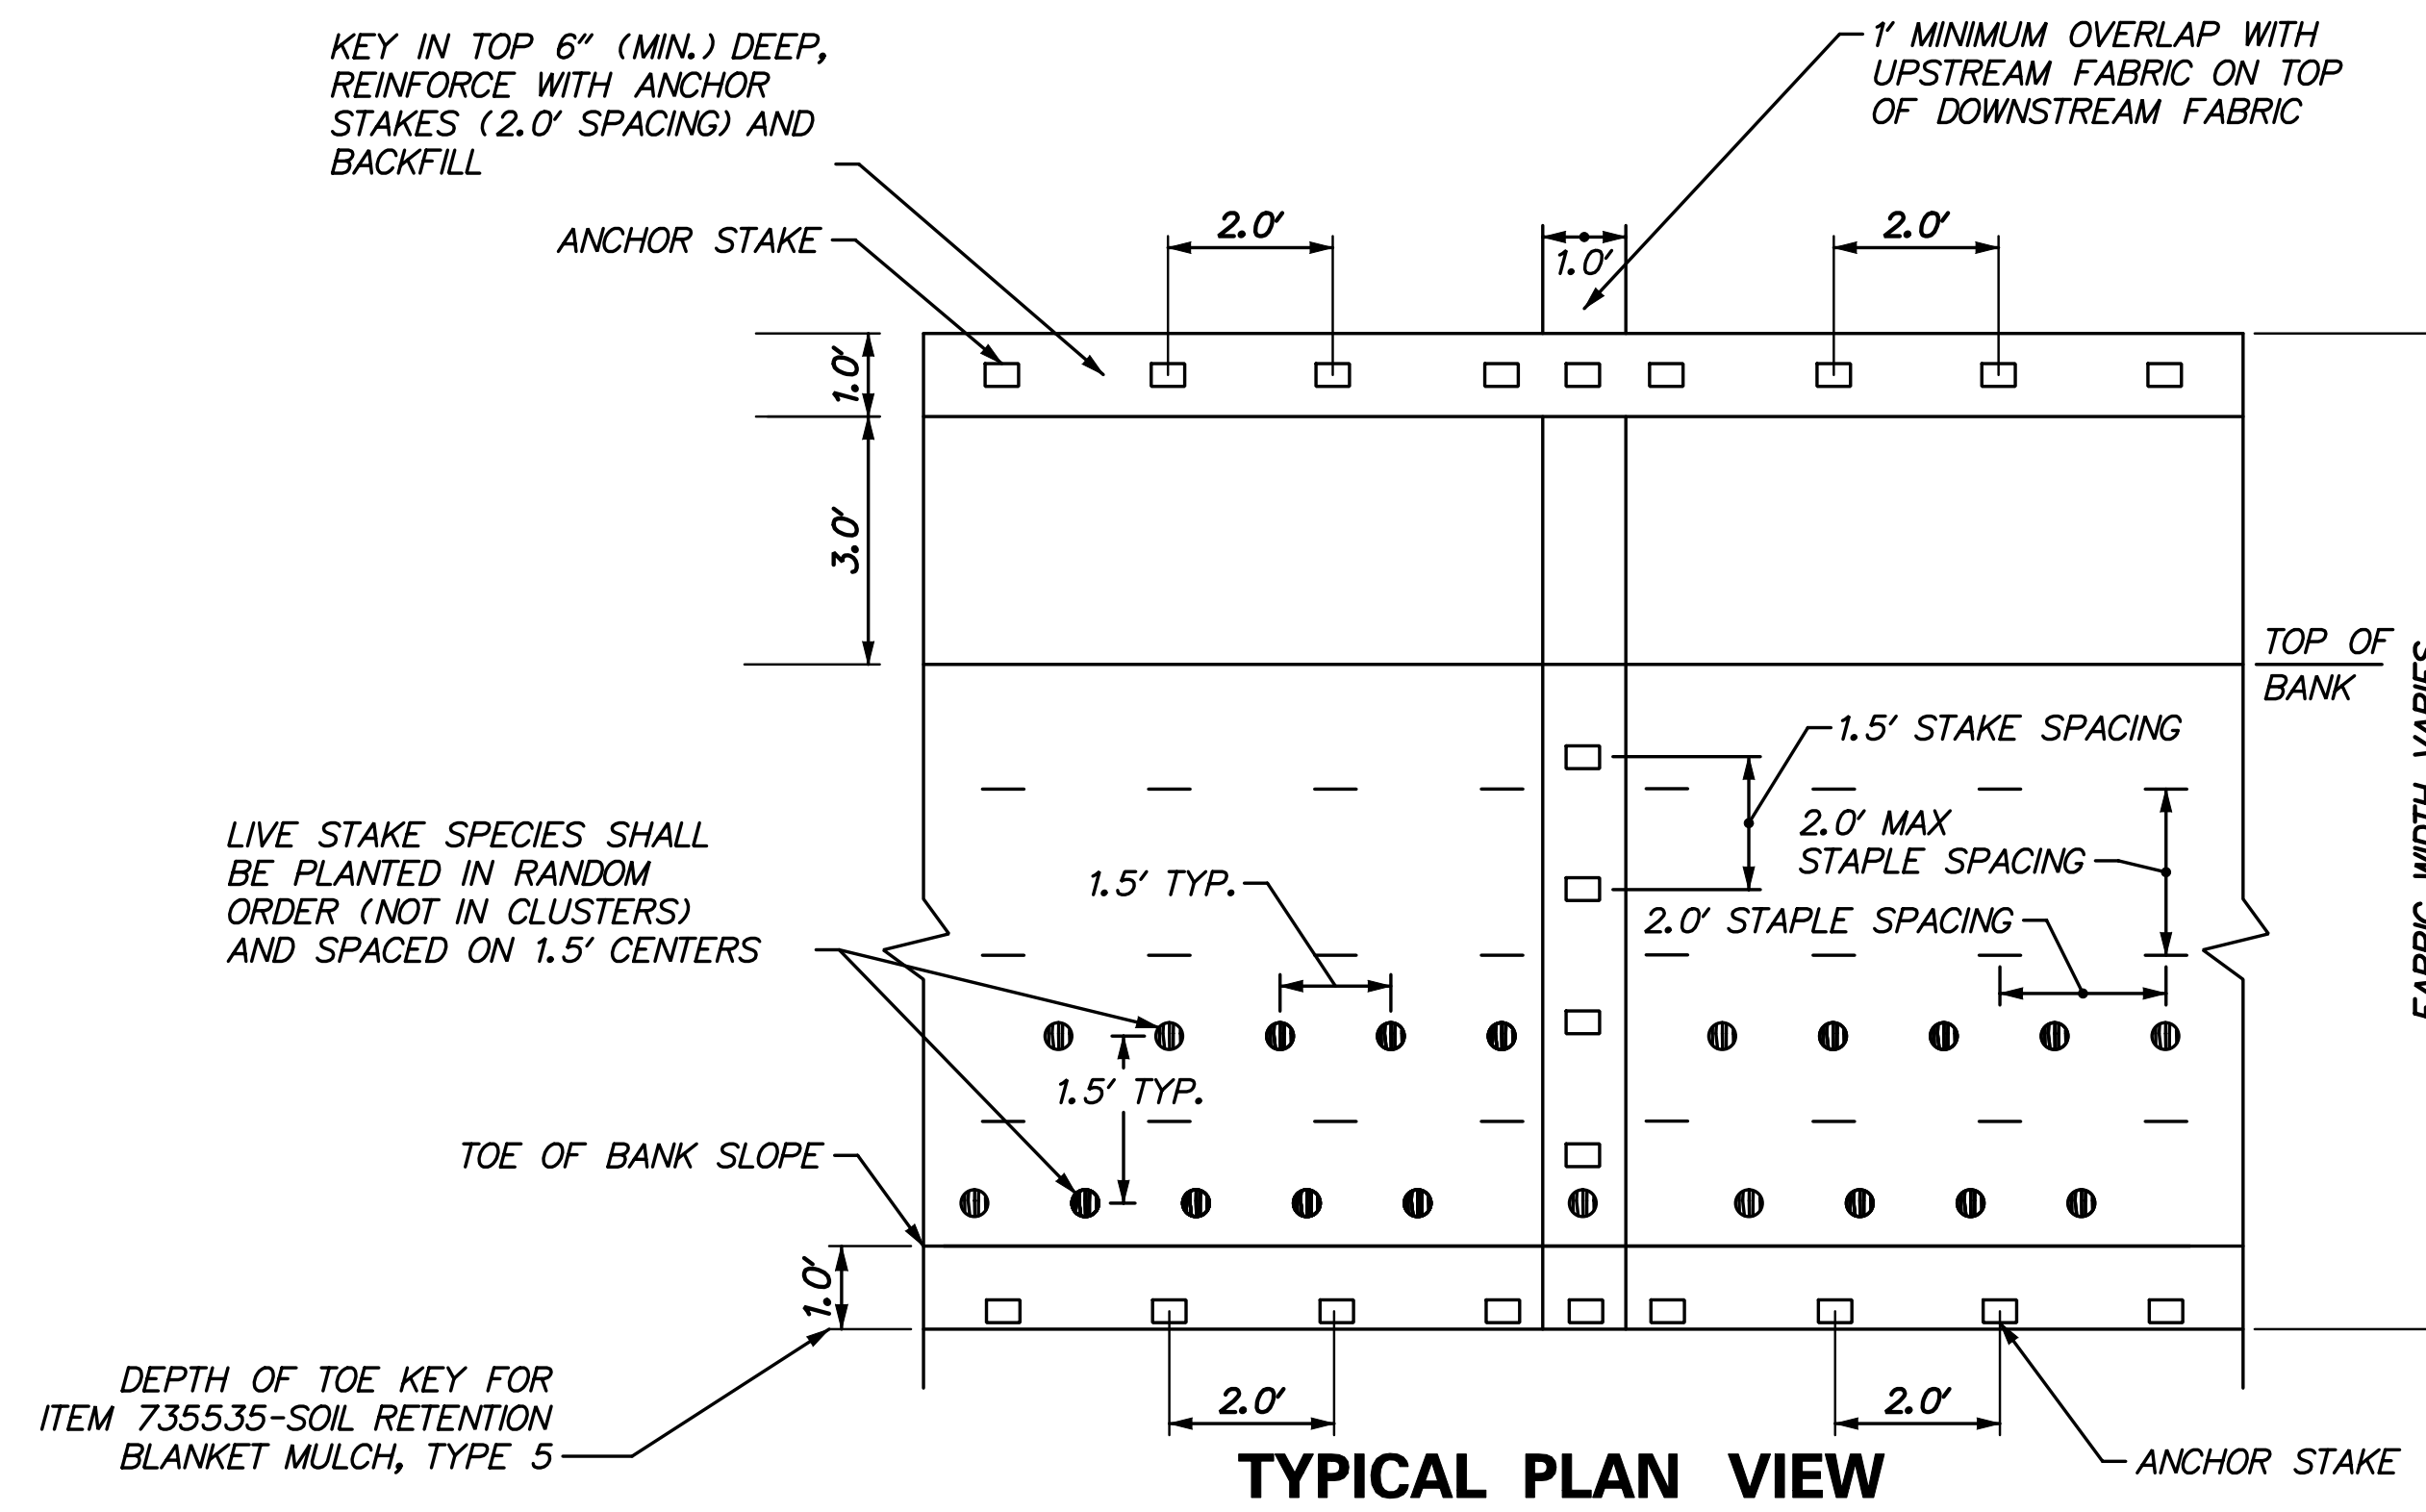 KEY IN TOP 6" (MIN.) DEEP,
REINFORCE WITH ANCHOR
STAKES (2.0' SPACING) AND
BACKFILL
1' MINIMUM OVERLAP WITH
UPSTREAM FABRIC ON TOP
OF DOWNSTREAM FABRIC
ANCHOR STAKE
2.0'
1.0'
2.0'
1.0'
3.0'
TOP OF
BANK
FABRIC WIDTH VARIES
1.5' STAKE SPACING
2.0' MAX
STAPLE SPACING
2.0' STAPLE SPACING
1.5' TYP.
LIVE STAKE SPECIES SHALL
BE PLANTED IN RANDOM
ORDER (NOT IN CLUSTERS)
AND SPACED ON 1.5' CENTERS
1.5' TYP.
TOE OF BANK SLOPE
1.0'
DEPTH OF TOE KEY FOR
ITEM 735535-SOIL RETENTION
BLANKET MULCH, TYPE 5
2.0'
2.0'
ANCHOR STAKE
TYPICAL PLAN VIEW